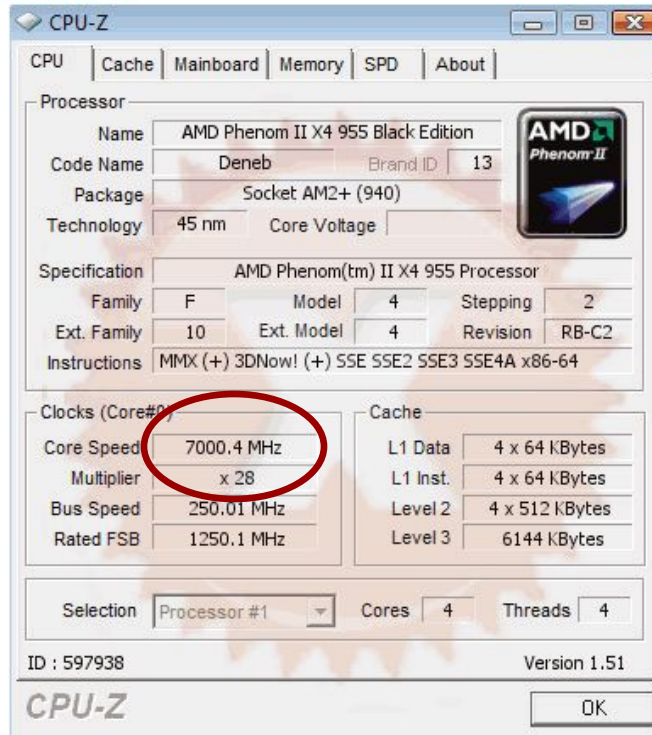 CPU-Z
CPU Cache Mainboard Memory SPD About
Processor
Name AMD Phenom II X4 955 Black Edition
Code Name Deneb Brand ID 13
Package Socket AM2+ (940)
Technology 45 nm Core Voltage
AMD
Phenom II
Specification AMD Phenom(tm) II X4 955 Processor
Family F Model 4 Stepping 2
Ext. Family 10 Ext. Model 4 Revision RB-C2
Instructions MMX (+) 3DNow! (+) SSE SSE2 SSE3 SSE4A x86-64
Clocks (Core#0)
Core Speed 7000.4 MHz
Multiplier x 28
Bus Speed 250.01 MHz
Rated FSB 1250.1 MHz
Cache
L1 Data 4 x 64 KBytes
L1 Inst. 4 x 64 KBytes
Level 2 4 x 512 KBytes
Level 3 6144 KBytes
Selection Processor #1 Cores 4 Threads 4
ID : 597938 Version 1.51
CPU-Z OK